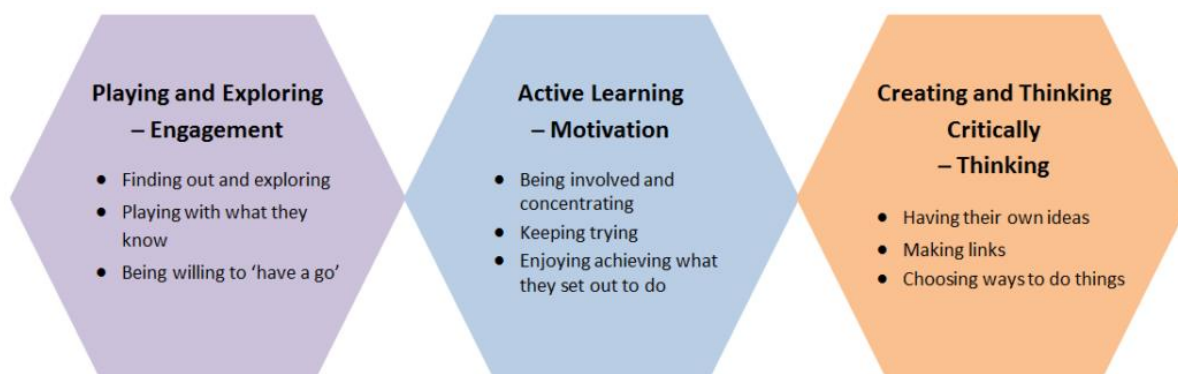 Playing and Exploring
– Engagement
● Finding out and exploring
● Playing with what they
know
● Being willing to ‘have a go’
Active Learning
– Motivation
● Being involved and
concentrating
● Keeping trying
● Enjoying achieving what
they set out to do
Creating and Thinking
Critically
– Thinking
● Having their own ideas
● Making links
● Choosing ways to do things